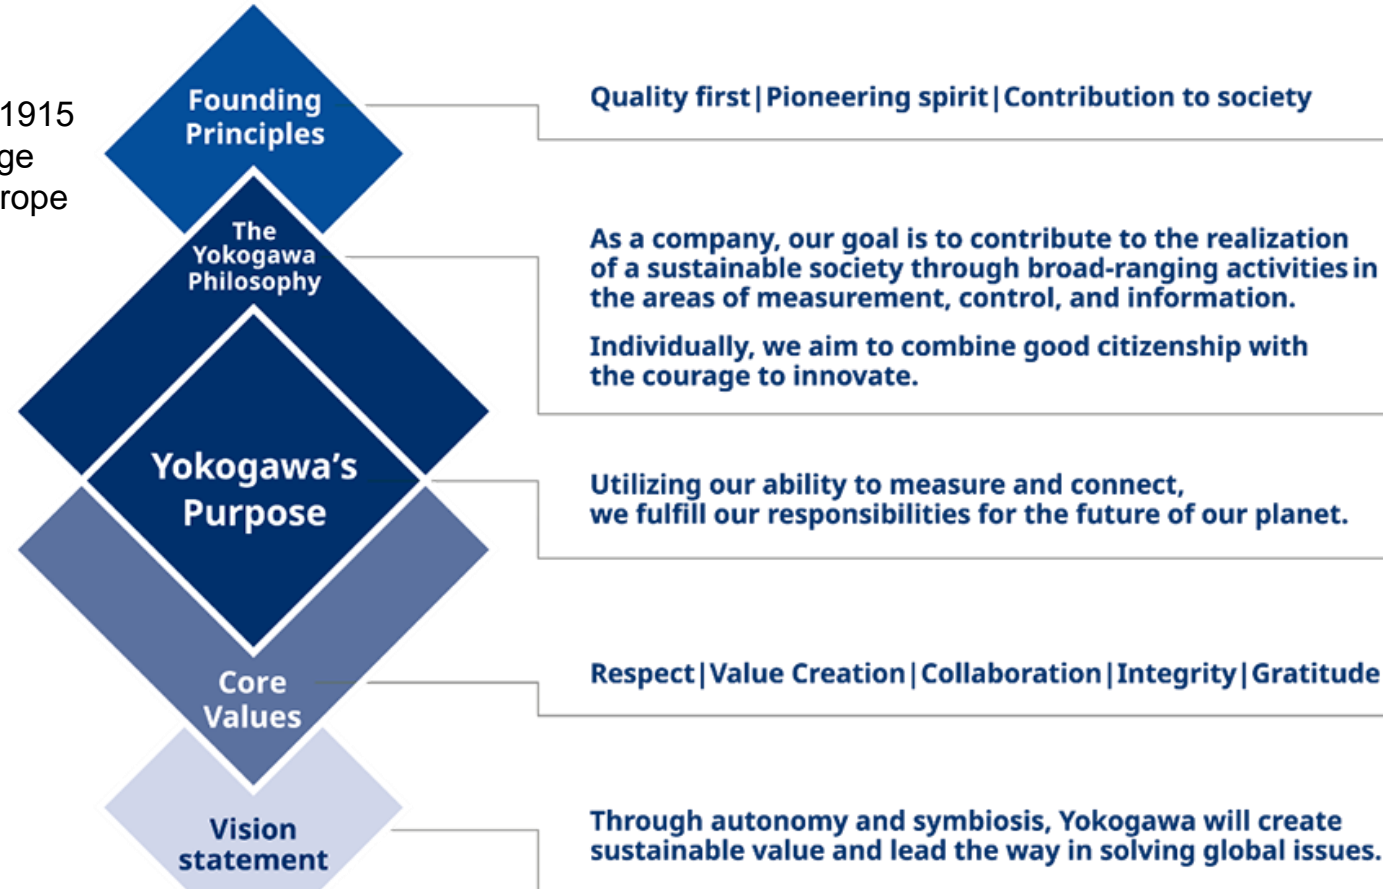 1915
ge
rope
Founding
Principles
Quality first|Pioneering spirit|Contribution to society
The
Yokogawa
Philosophy
As a company, our goal is to contribute to the realization
of a sustainable society through broad-ranging activities in
the areas of measurement, control, and information.
Individually, we aim to combine good citizenship with
the courage to innovate.
Yokogawa’s
Purpose
Utilizing our ability to measure and connect,
we fulfill our responsibilities for the future of our planet.
Core
Values
Respect|Value Creation|Collaboration|Integrity|Gratitude
Vision
statement
Through autonomy and symbiosis, Yokogawa will create
sustainable value and lead the way in solving global issues.